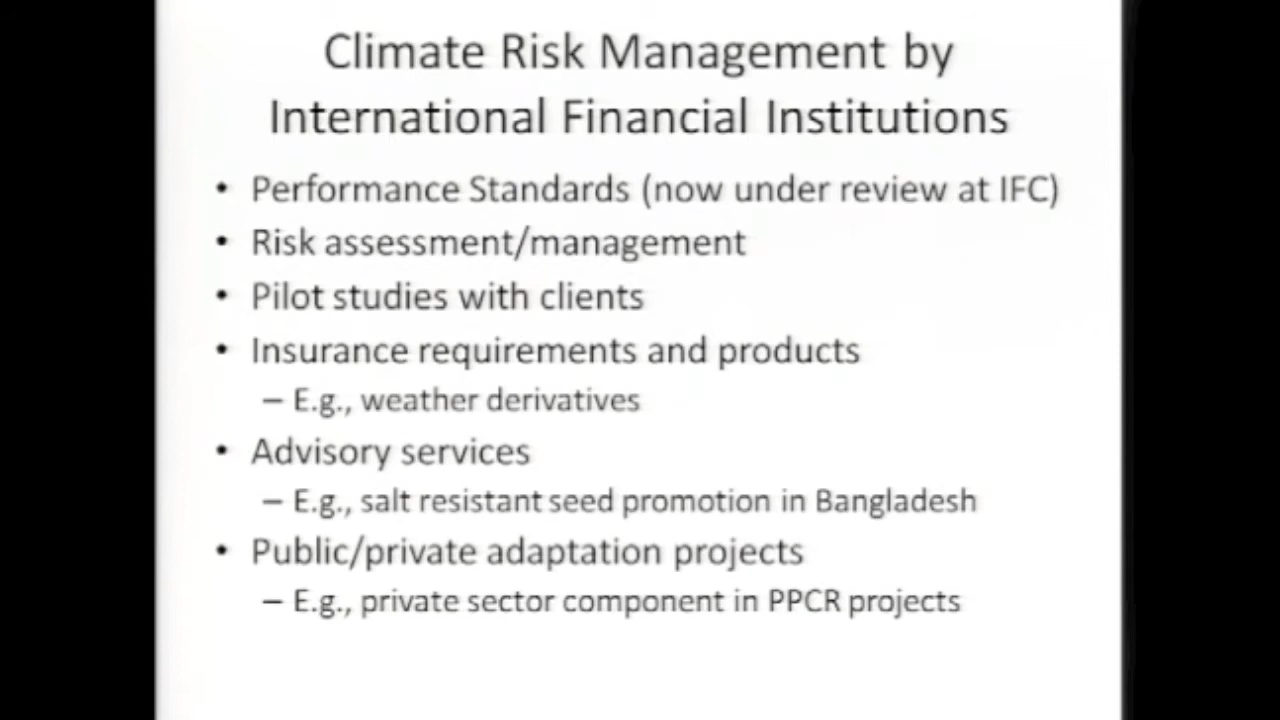 Climate Risk Management by
International Financial Institutions
• Performance Standards (now under review at IFC)
• Risk assessment/management
• Pilot studies with clients
• Insurance requirements and products
– E.g., weather derivatives
• Advisory services
– E.g., salt resistant seed promotion in Bangladesh
• Public/private adaptation projects
– E.g., private sector component in PPCR projects